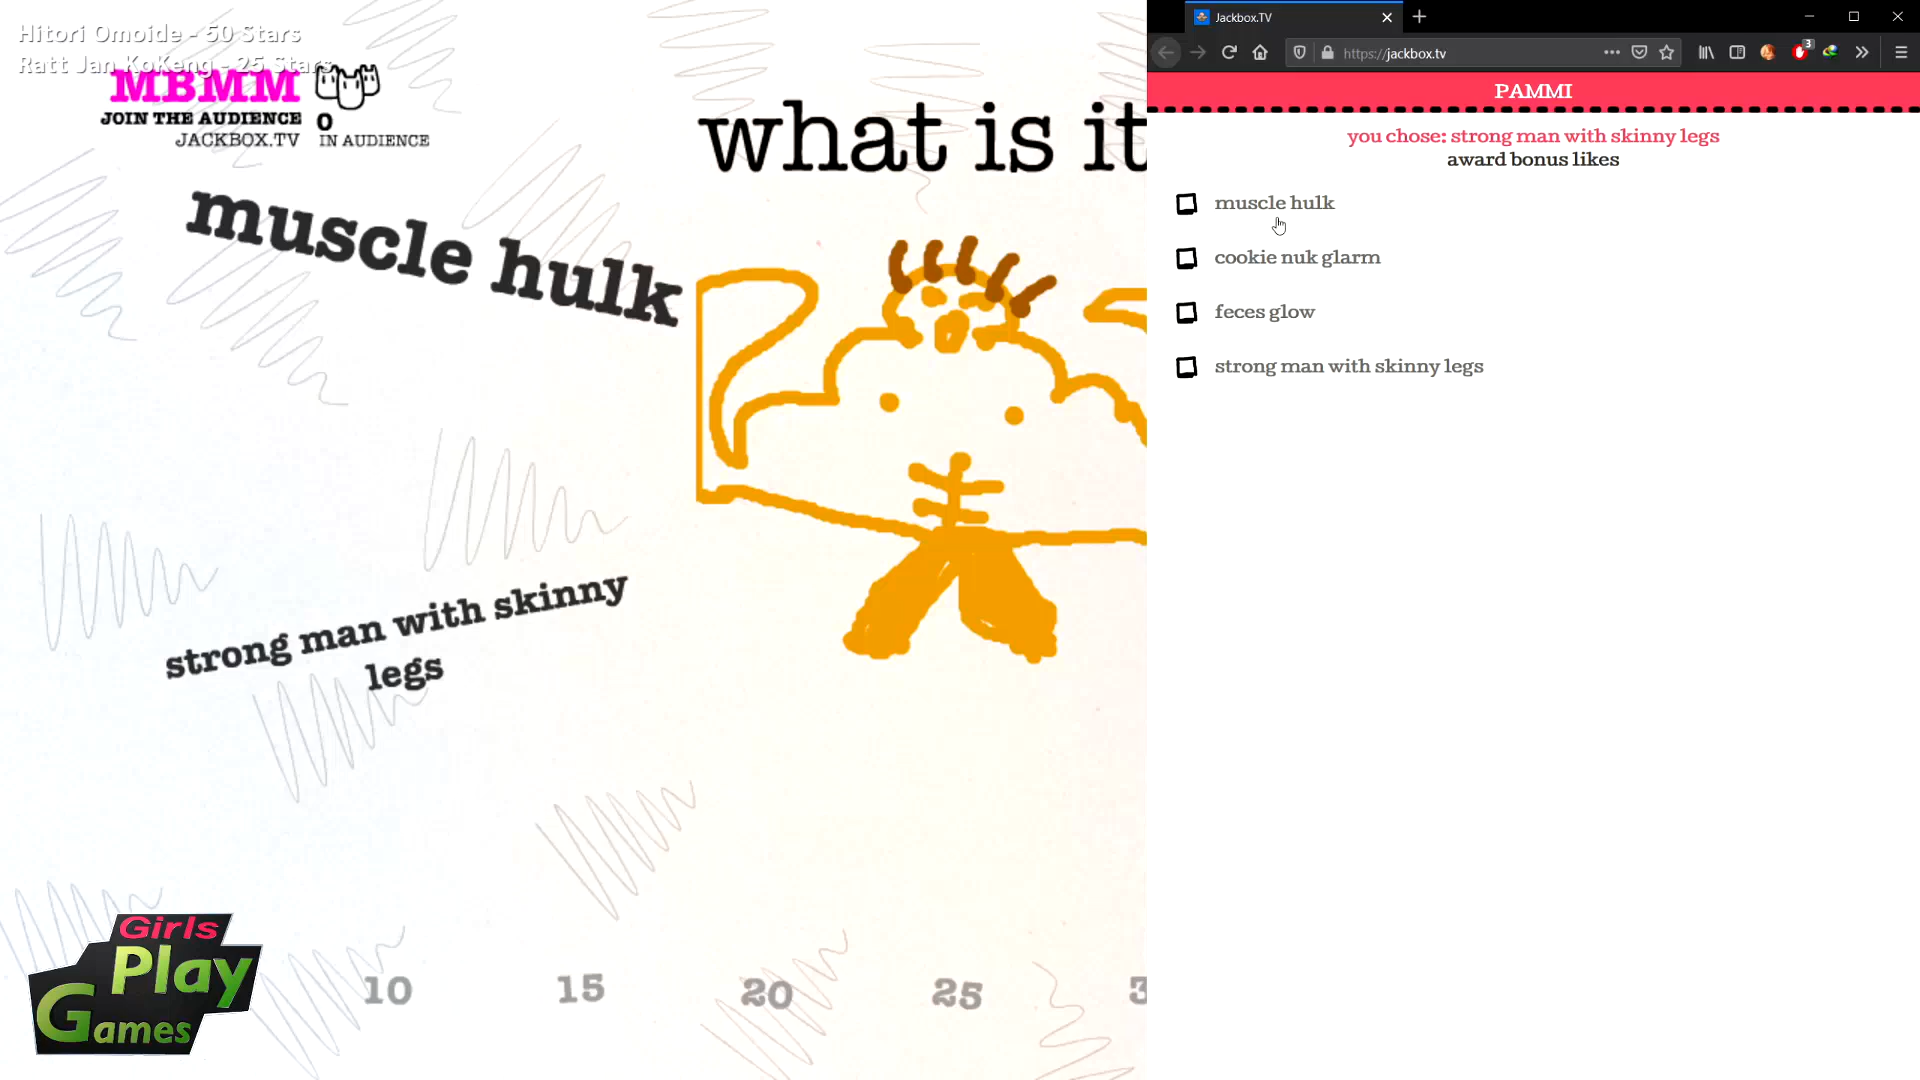 Hitori Omoide - 50 Stars
Ratt Jan KoKeng - 25 Stars
MBMM
JOIN THE AUDIENCE
JACKBOX.TV
0
IN AUDIENCE
what is it
muscle hulk
strong man with skinny
legs
10 15 20 25 3
Girls
Play
Games
Jackbox.TV
https://jackbox.tv
3
PAMMI
you chose: strong man with skinny legs
award bonus likes
muscle hulk
cookie nuk glarm
feces glow
strong man with skinny legs